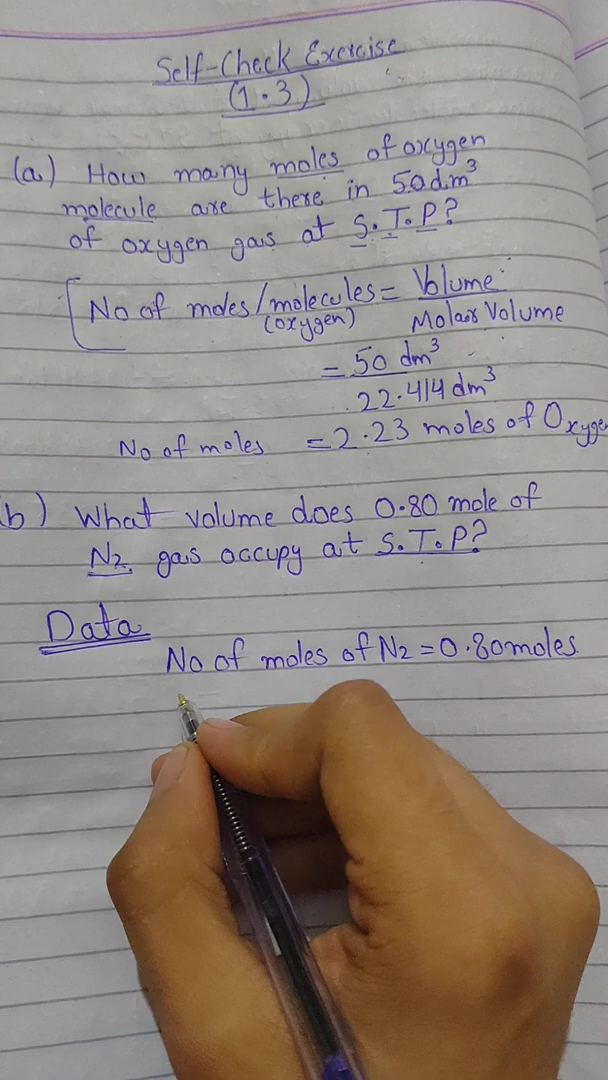 Self-Check Exercise
(1.3)
(a) How many moles of oxygen
molecule are there in 50dm³
of oxygen gas at S.T.P?
No of moles/molecules = Volume
(oxygen) Molar Volume
= 50 dm³
22.414 dm³
No of moles = 2.23 moles of Oxygen
b) What volume does 0.80 mole of
N₂ gas occupy at S.T.P?
Data
No of moles of N₂ = 0.80 moles